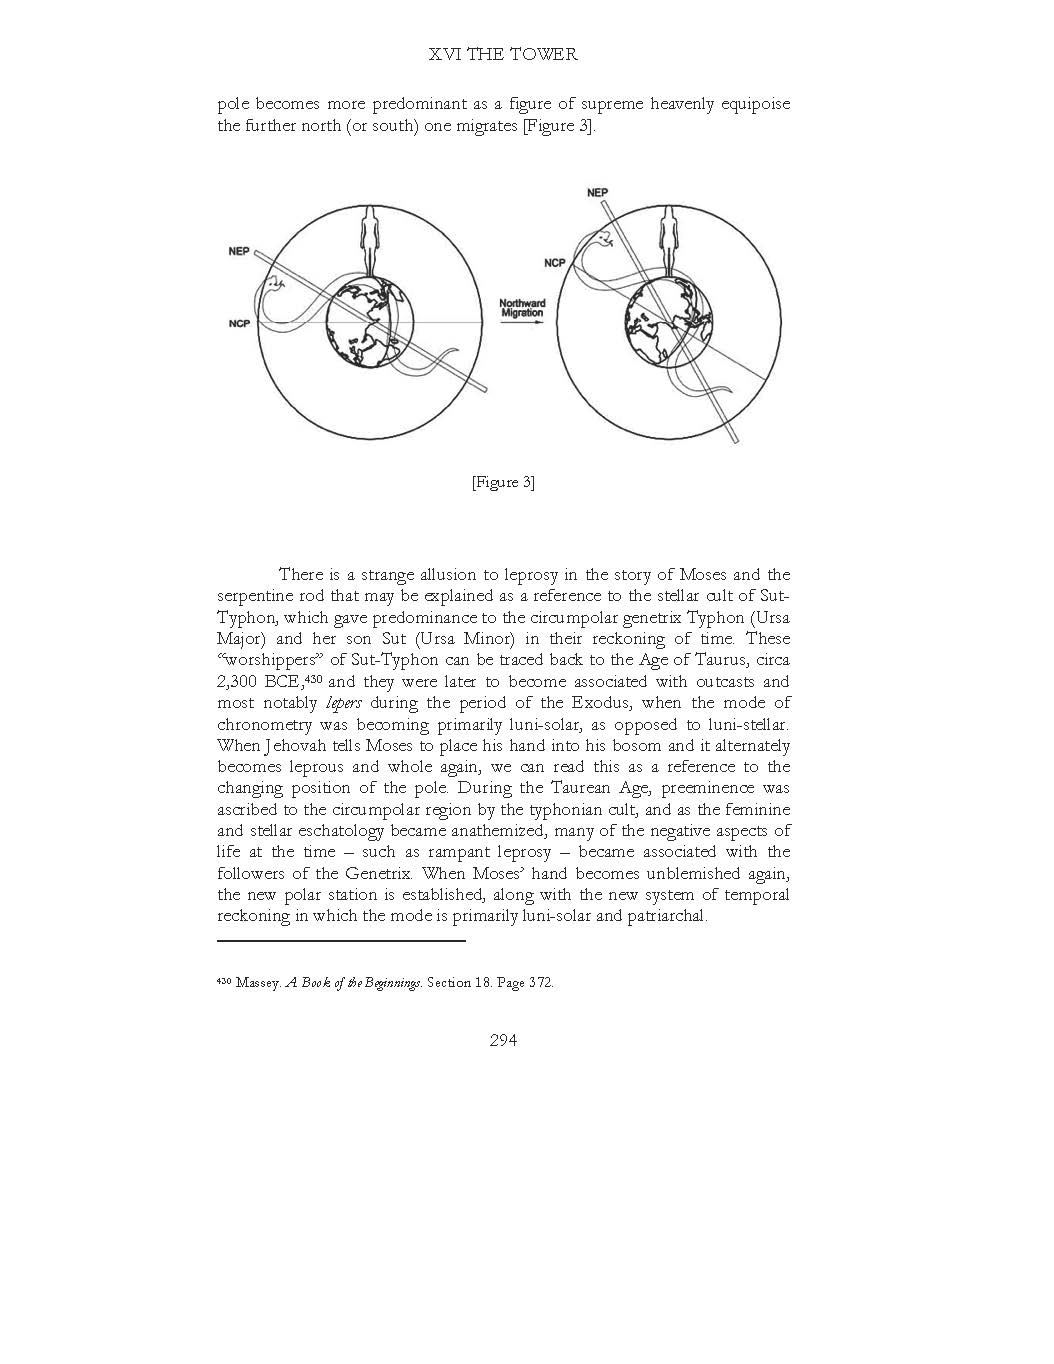 XVI THE TOWER
pole becomes more predominant as a figure of supreme heavenly equipoise
the further north (or south) one migrates [Figure 3].
NEP
NCP
Northward
Migration
NEP
NCP
[Figure 3]
There is a strange allusion to leprosy in the story of Moses and the
serpentine rod that may be explained as a reference to the stellar cult of Sut-
Typhon, which gave predominance to the circumpolar genetrix Typhon (Ursa
Major) and her son Sut (Ursa Minor) in their reckoning of time. These
“worshippers” of Sut-Typhon can be traced back to the Age of Taurus, circa
2,300 BCE,430 and they were later to become associated with outcasts and
most notably lepers during the period of the Exodus, when the mode of
chronometry was becoming primarily luni-solar, as opposed to luni-stellar.
When Jehovah tells Moses to place his hand into his bosom and it alternately
becomes leprous and whole again, we can read this as a reference to the
changing position of the pole. During the Taurean Age, preeminence was
ascribed to the circumpolar region by the typhonian cult, and as the feminine
and stellar eschatology became anathemized, many of the negative aspects of
life at the time – such as rampant leprosy – became associated with the
followers of the Genetrix. When Moses’ hand becomes unblemished again,
the new polar station is established, along with the new system of temporal
reckoning in which the mode is primarily luni-solar and patriarchal.
430 Massey. A Book of the Beginnings. Section 18. Page 372.
294